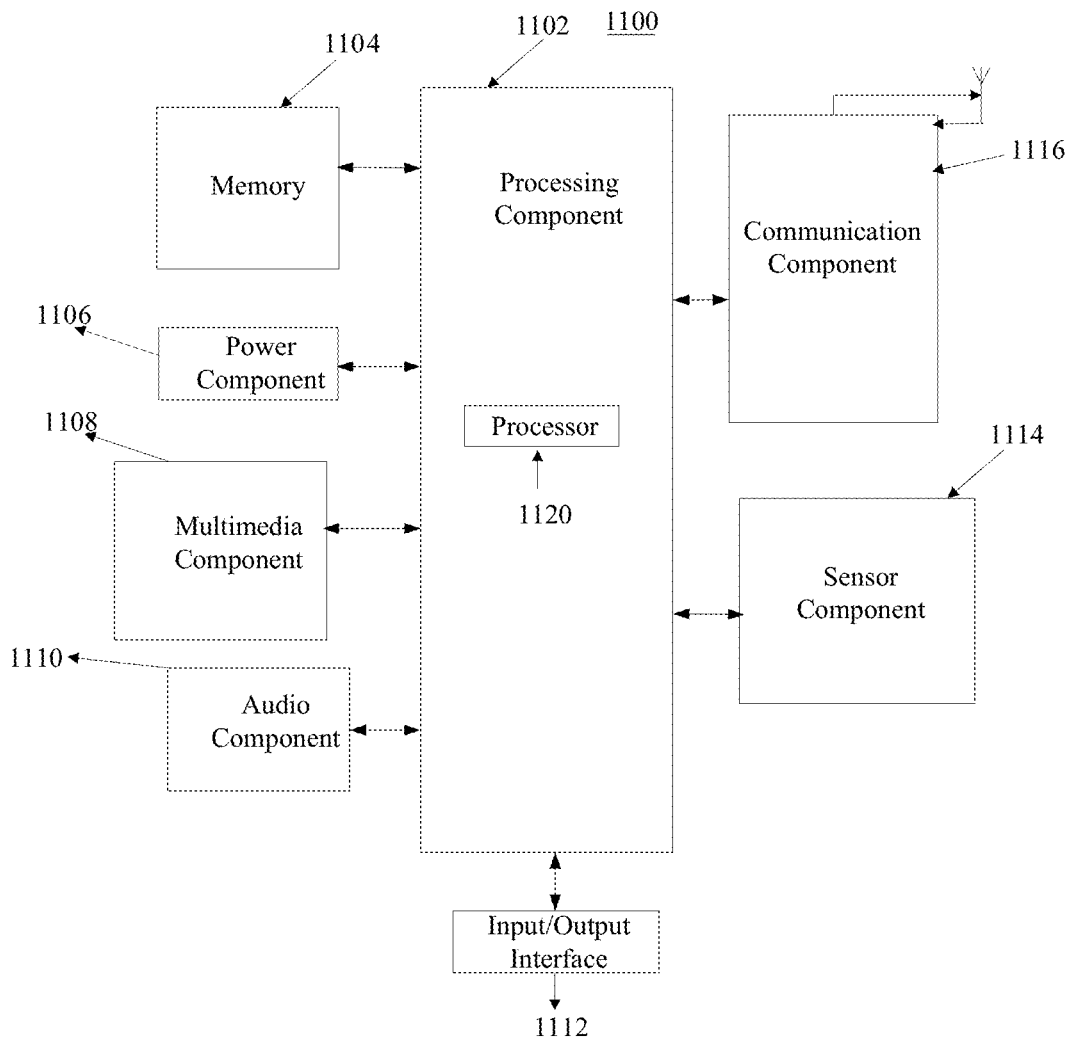 1102
1100
1104
Memory
Processing
Component
1116
Communication
Component
1106
Power
Component
1108
Processor
1114
Multimedia
Component
1120
Sensor
Component
1110
Audio
Component
Input/Output
Interface
1112